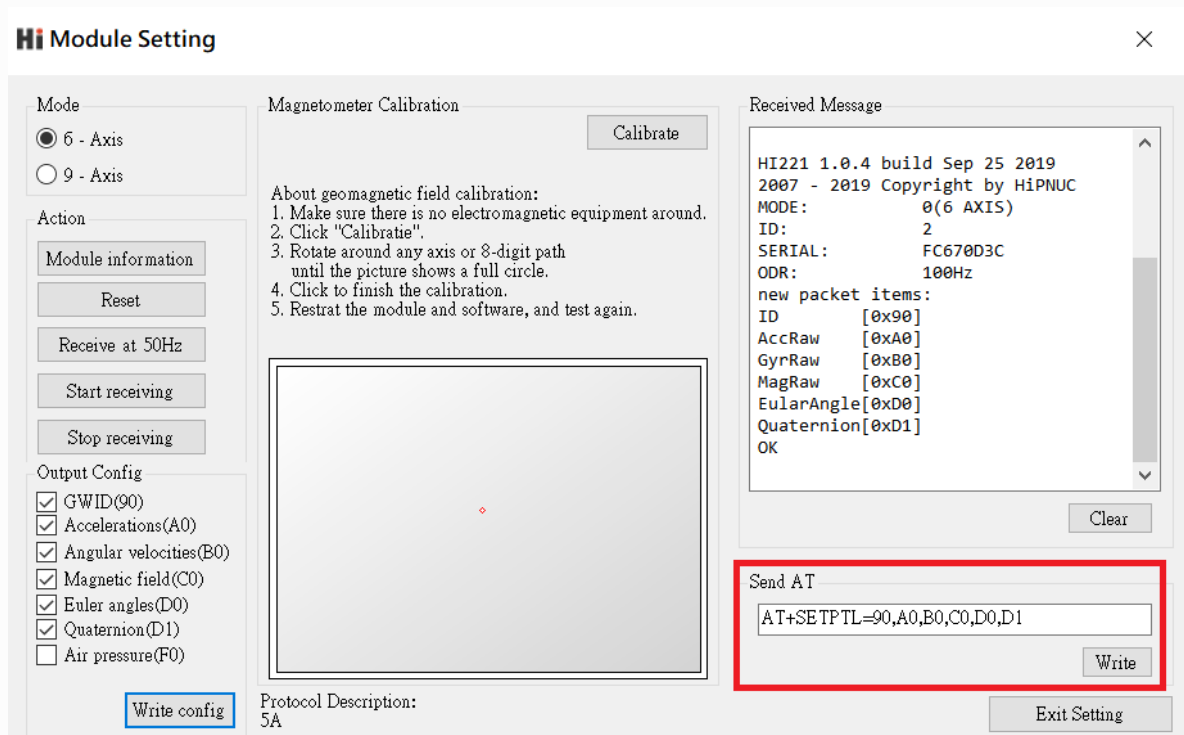 Hi Module Setting
Mode
6 - Axis
9 - Axis
Action
Module information
Reset
Receive at 50Hz
Start receiving
Stop receiving
Output Config
GWID(90)
Accelerations(A0)
Angular velocities(B0)
Magnetic field(C0)
Euler angles(D0)
Quaternion(D1)
Air pressure(F0)
Write config
Magnetometer Calibration
Calibrate
About geomagnetic field calibration:
1. Make sure there is no electromagnetic equipment around.
2. Click "Calibratie".
3. Rotate around any axis or 8-digit path
until the picture shows a full circle.
4. Click to finish the calibration.
5. Restrat the module and software, and test again.
Protocol Description:
5A
Received Message
HI221 1.0.4 build Sep 25 2019
2007 - 2019 Copyright by HiPNUC
MODE: 0(6 AXIS)
ID: 2
SERIAL: FC670D3C
ODR: 100Hz
new packet items:
ID [0x90]
AccRaw [0xA0]
GyrRaw [0xB0]
MagRaw [0xC0]
EularAngle[0xD0]
Quaternion[0xD1]
OK
Clear
Send AT
AT+SETPTL=90,A0,B0,C0,D0,D1
Write
Exit Setting